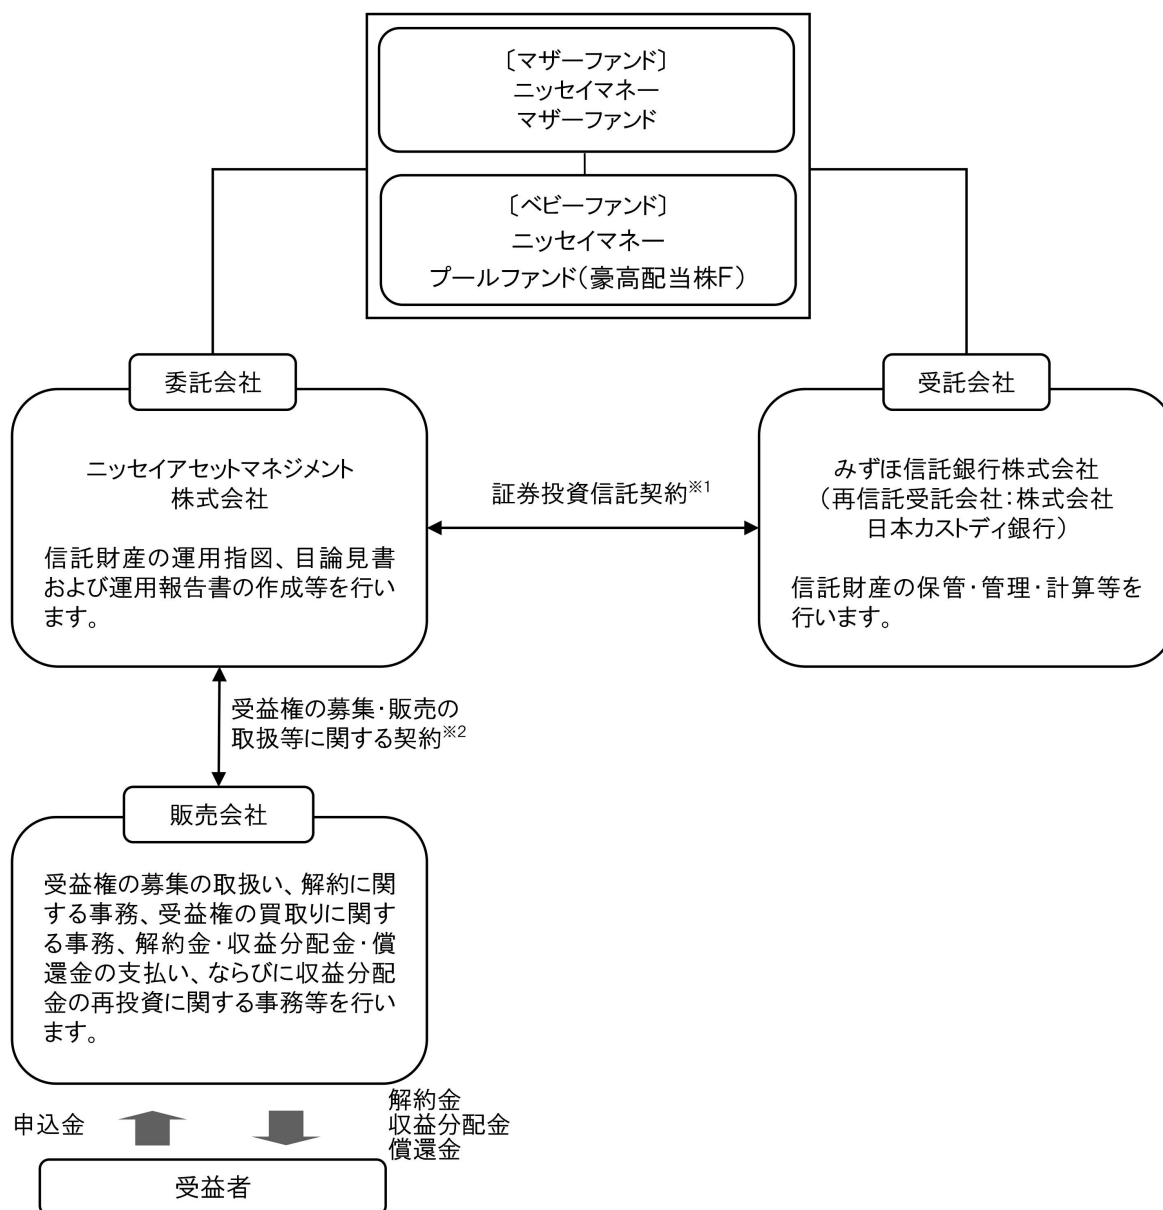 〔マザーファンド〕
ニッセイマネー
マザーファンド
〔ベビーファンド〕
ニッセイマネー
プールファンド（豪高配当株F）
委託会社
ニッセイアセットマネジメント
株式会社
信託財産の運用指図、目論見書
および運用報告書の作成等を行い
ます。
証券投資信託契約※1
受託会社
みずほ信託銀行株式会社
（再信託受託会社：株式会社
日本カストディ銀行）
信託財産の保管・管理・計算等を
行います。
受益権の募集・販売の
取扱等に関する契約※2
販売会社
受益権の募集の取扱い、解約に関
する事務、受益権の買取りに関す
る事務、解約金・収益分配金・償
還金の支払い、ならびに収益分配
金の再投資に関する事務等を行い
ます。
申込金
解約金
収益分配金
償還金
受益者